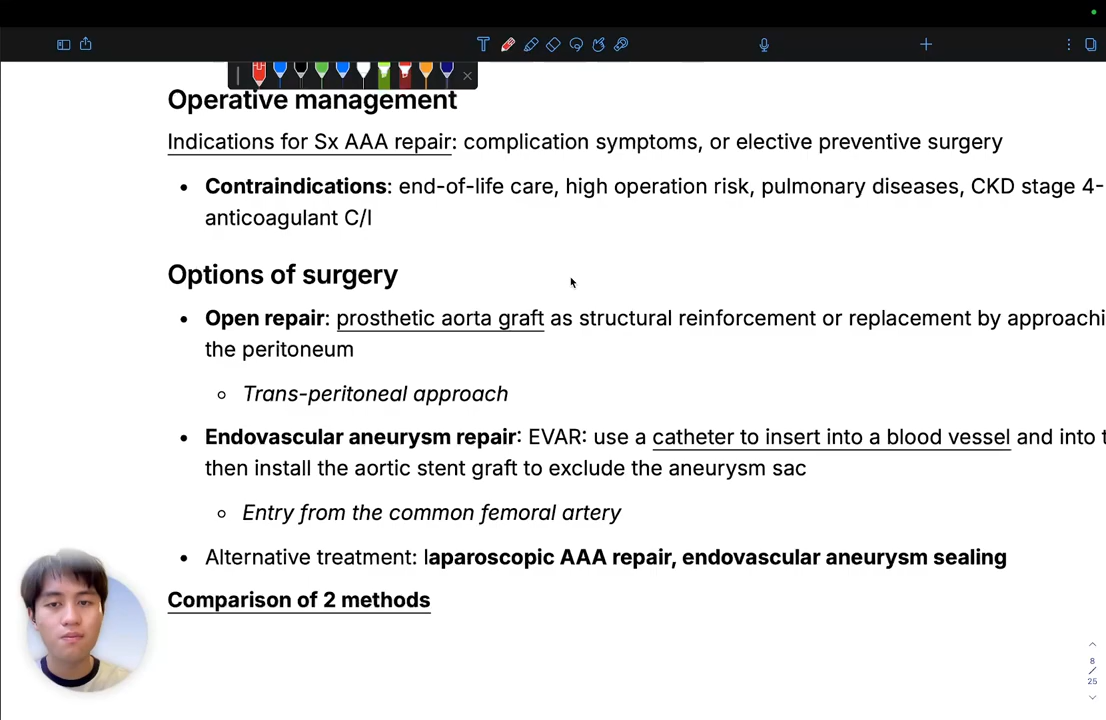 Operative management
Indications for Sx AAA repair: complication symptoms, or elective preventive surgery
• Contraindications: end-of-life care, high operation risk, pulmonary diseases, CKD stage 4-
anticoagulant C/I
Options of surgery
• Open repair: prosthetic aorta graft as structural reinforcement or replacement by approachi
the peritoneum
◦ Trans-peritoneal approach
• Endovascular aneurysm repair: EVAR: use a catheter to insert into a blood vessel and into t
then install the aortic stent graft to exclude the aneurysm sac
◦ Entry from the common femoral artery
• Alternative treatment: laparoscopic AAA repair, endovascular aneurysm sealing
Comparison of 2 methods
8
/
25